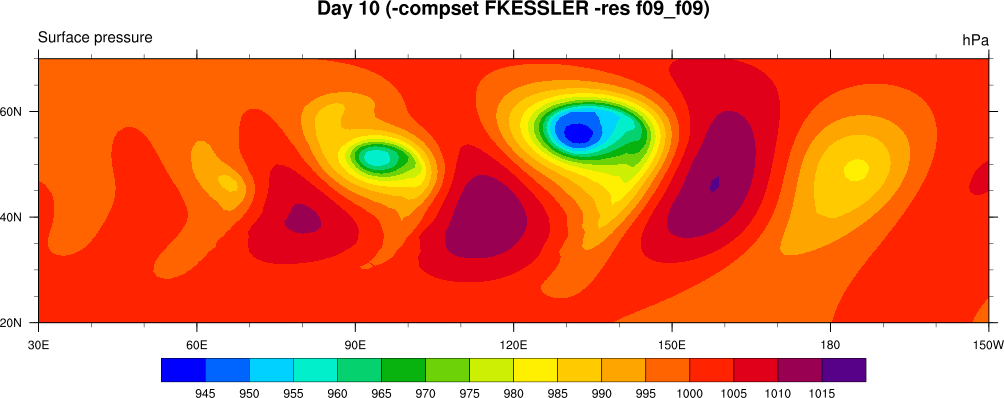 Day 10 (-compset FKESSLER -res f09_f09)
Surface pressure hPa
60N
40N
20N
30E 60E 90E 120E 150E 180 150W
945 950 955 960 965 970 975 980 985 990 995 1000 1005 1010 1015